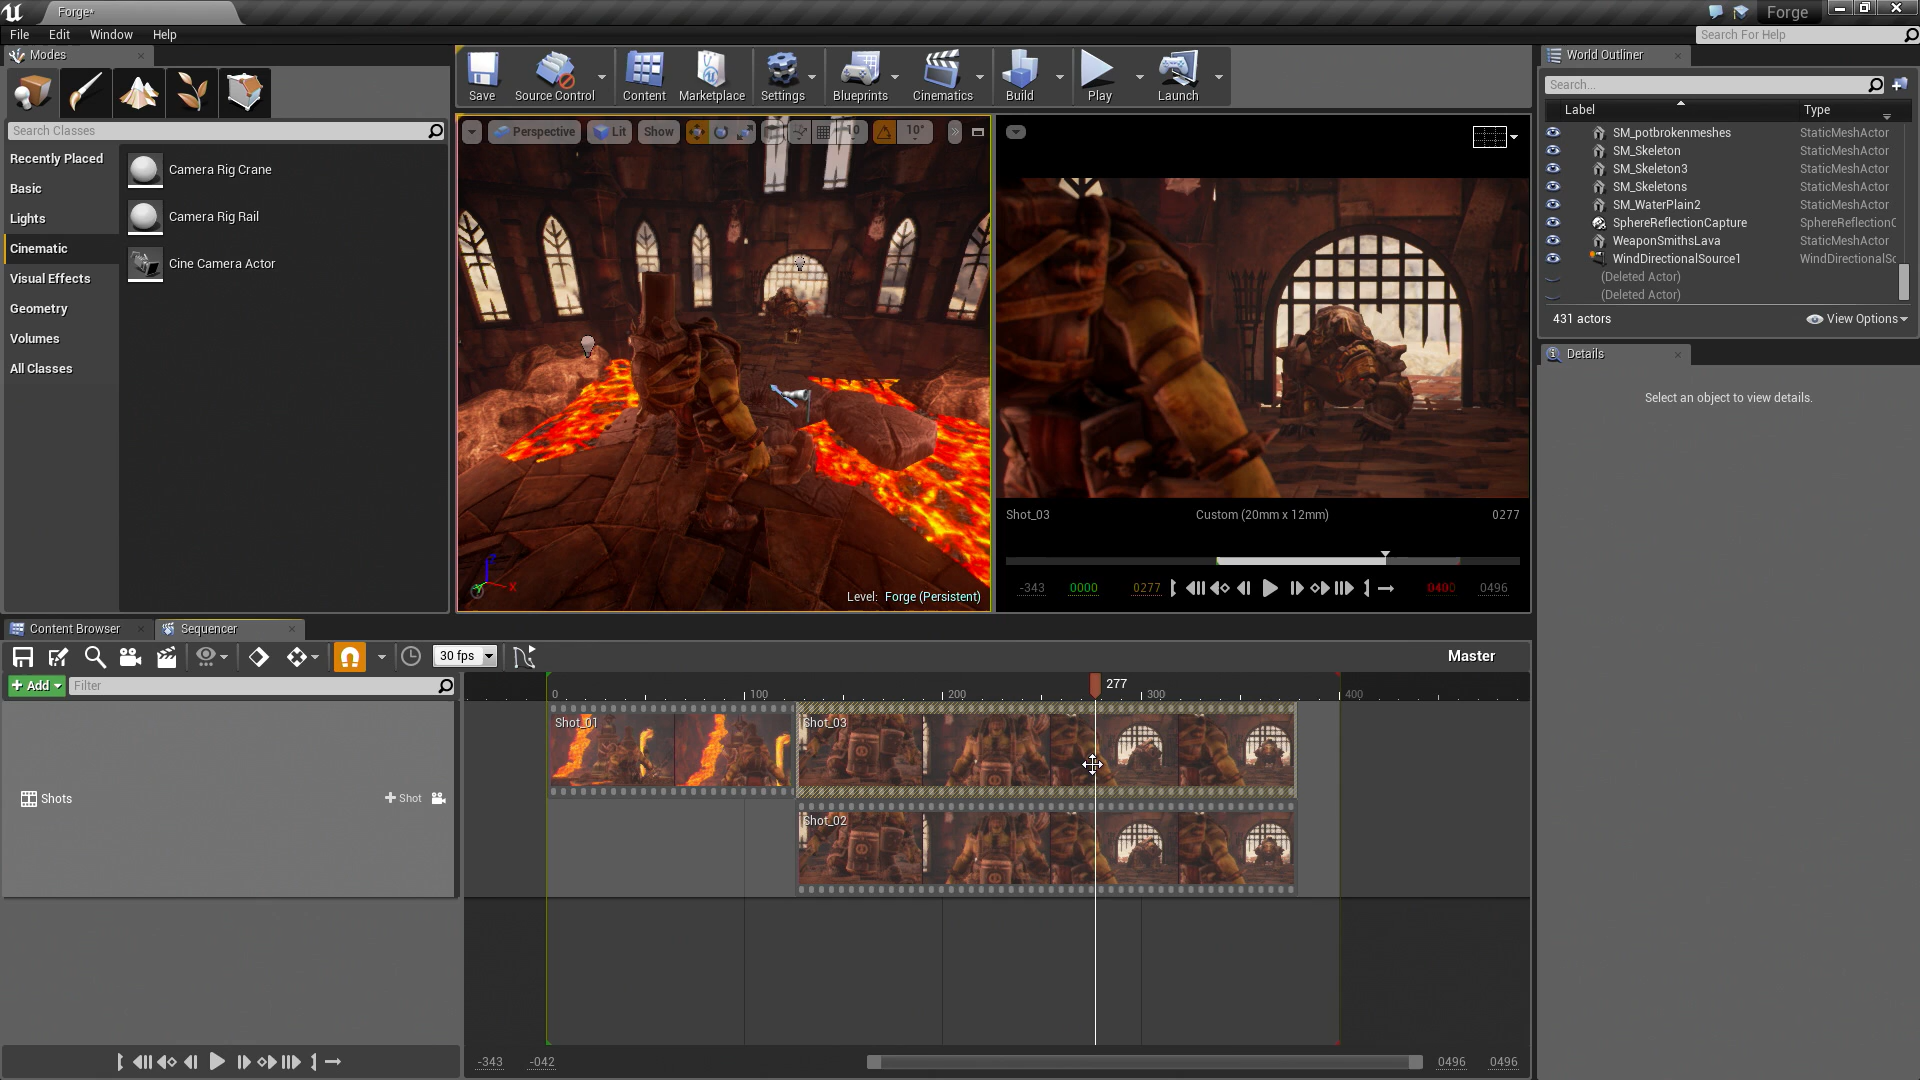 Forge*
Forge
File Edit Window Help
Search For Help
Modes
Search Classes
Recently Placed
Basic
Lights
Cinematic
Visual Effects
Geometry
Volumes
All Classes
Camera Rig Crane
Camera Rig Rail
Cine Camera Actor
Save Source Control Content Marketplace Settings Blueprints Cinematics Build Play Launch
Perspective Lit Show 10 10°
Level: Forge (Persistent)
Shot_03 Custom (20mm x 12mm) 0277
-343 0000 0277 0400 0496
World Outliner
Search...
Label Type
SM_potbrokenmeshes StaticMeshActor
SM_Skeleton StaticMeshActor
SM_Skeleton3 StaticMeshActor
SM_Skeletons StaticMeshActor
SM_WaterPlain2 StaticMeshActor
SphereReflectionCapture SphereReflectionC
WeaponSmithsLava StaticMeshActor
WindDirectionalSource1 WindDirectionalSc
(Deleted Actor)
(Deleted Actor)
431 actors View Options
Details
Select an object to view details.
Content Browser Sequencer
30 fps Master
Add Filter
0 100 200 277 300 400
Shot_01 Shot_03
Shots + Shot
Shot_02
-343 -042 0496 0496